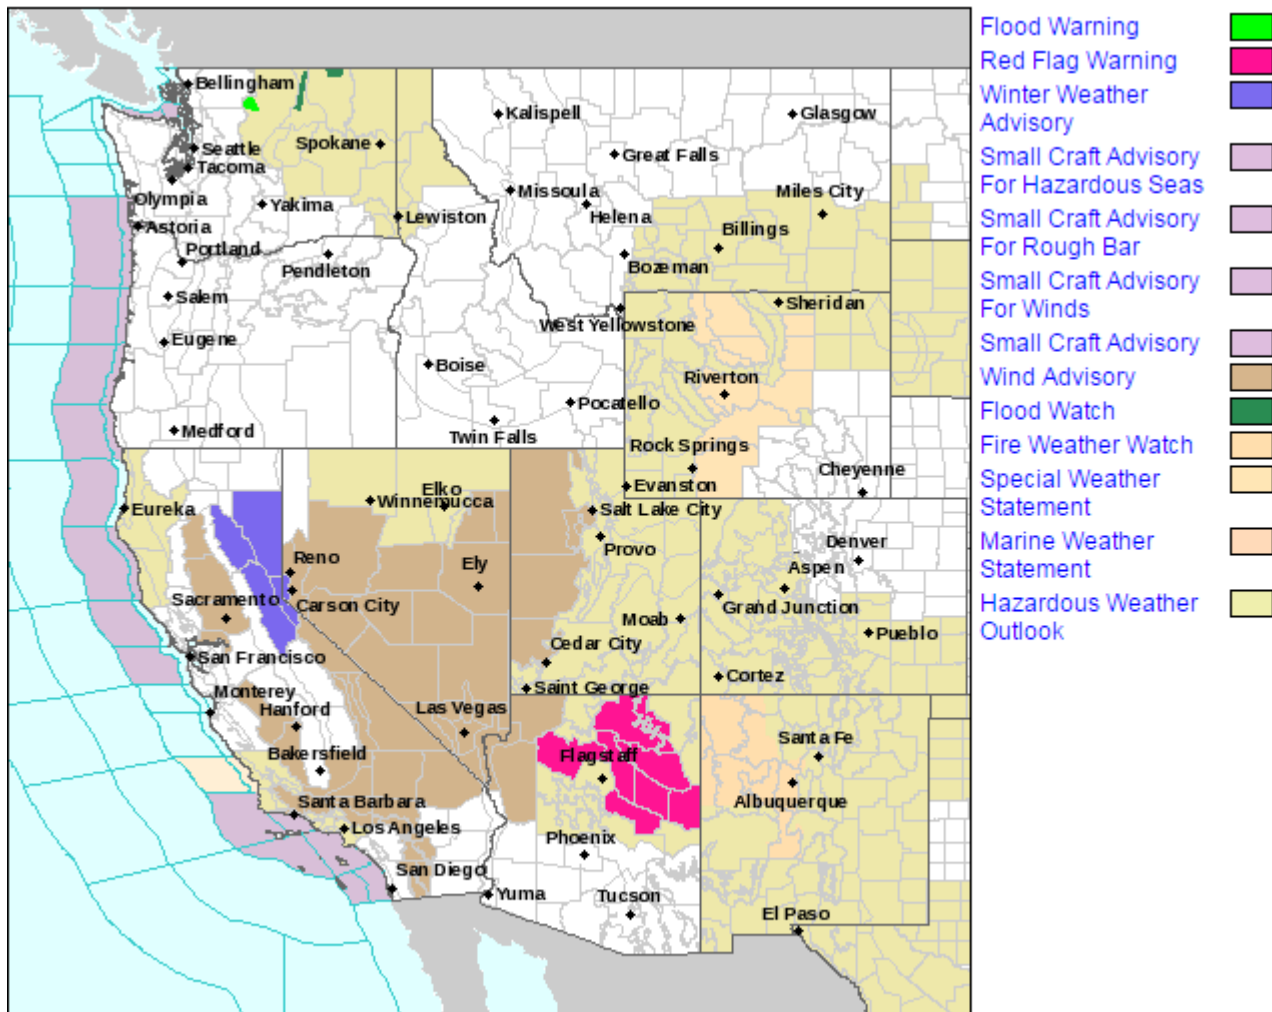 Bellingham
Kalispell
Glasgow
Seattle
Spokane
Great Falls
Tacoma
Missoula
Miles City
Olympia
Yakima
Lewiston
Helena
Astoria
Billings
Portland
Pendleton
Bozeman
Salem
Sheridan
West Yellowstone
Eugene
Boise
Riverton
Pocatello
Medford
Twin Falls
Rock Springs
Cheyenne
Elko
Evanston
Winnemucca
Eureka
Salt Lake City
Denver
Provo
Reno
Ely
Aspen
Sacramento
Carson City
Grand Junction
Moab
Pueblo
Cedar City
San Francisco
Cortez
Saint George
Monterey
Hanford
Las Vegas
Santa Fe
Bakersfield
Flagstaff
Santa Barbara
Albuquerque
Los Angeles
Phoenix
San Diego
Yuma
Tucson
El Paso
Flood Warning
Red Flag Warning
Winter Weather
Advisory
Small Craft Advisory
For Hazardous Seas
Small Craft Advisory
For Rough Bar
Small Craft Advisory
For Winds
Small Craft Advisory
Wind Advisory
Flood Watch
Fire Weather Watch
Special Weather
Statement
Marine Weather
Statement
Hazardous Weather
Outlook